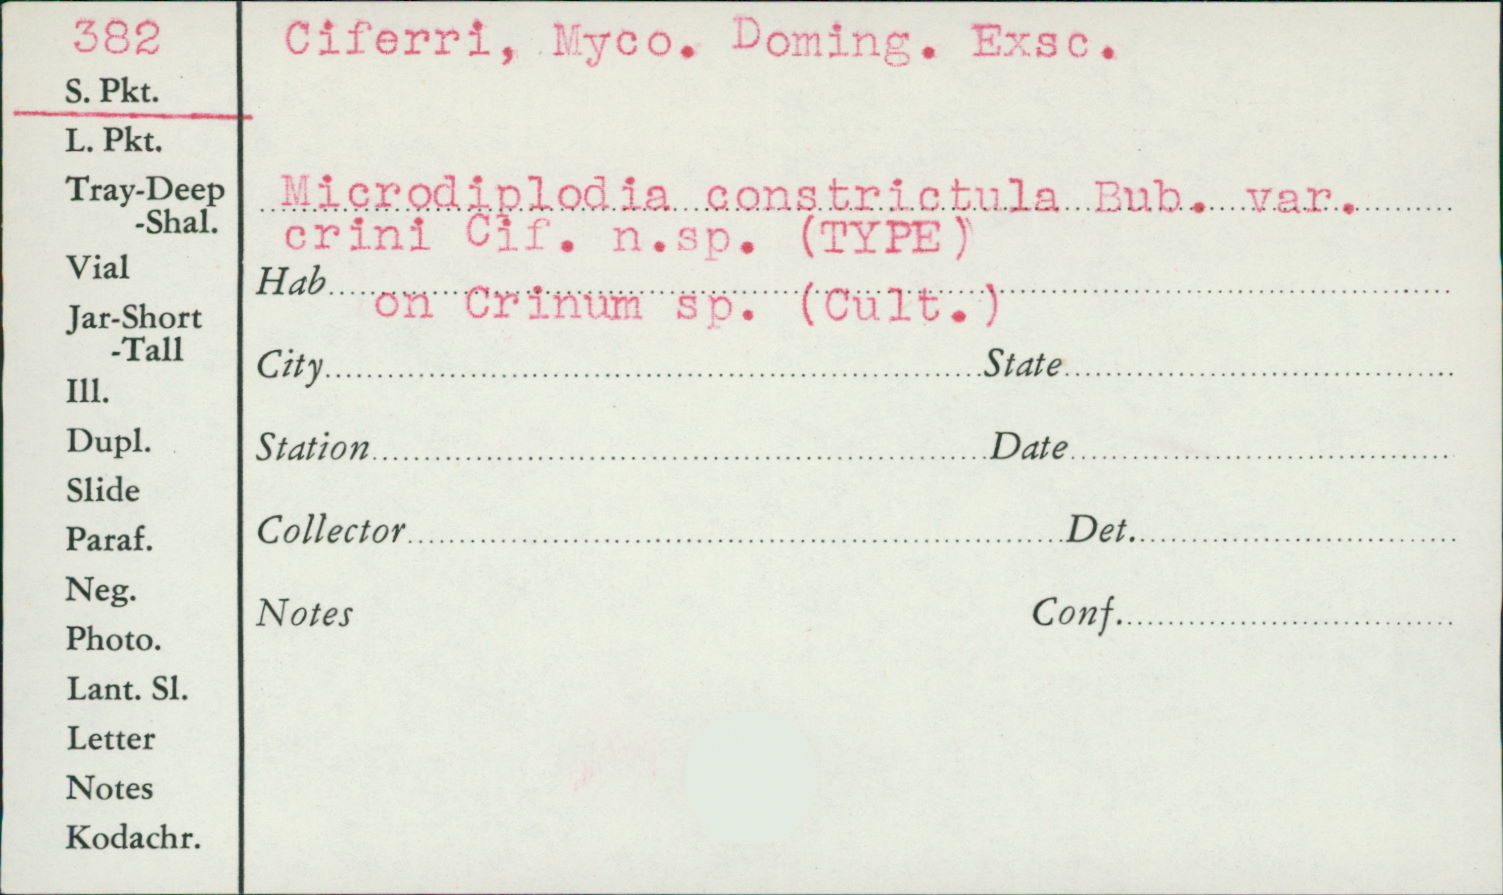 382
S. Pkt.
L. Pkt.
Tray-Deep
-Shal.
Vial
Jar-Short
-Tall
Ill.
Dupl.
Slide
Paraf.
Neg.
Photo.
Lant. Sl.
Letter
Notes
Kodachr.
Ciferri, Myco. Doming. Exsc.
Microdiplodia constrictula Bub. var.
crini Cif. n.sp. (TYPE)
Hab
on Crinum sp. (Cult.)
City State
Station Date
Collector Det.
Notes Conf.